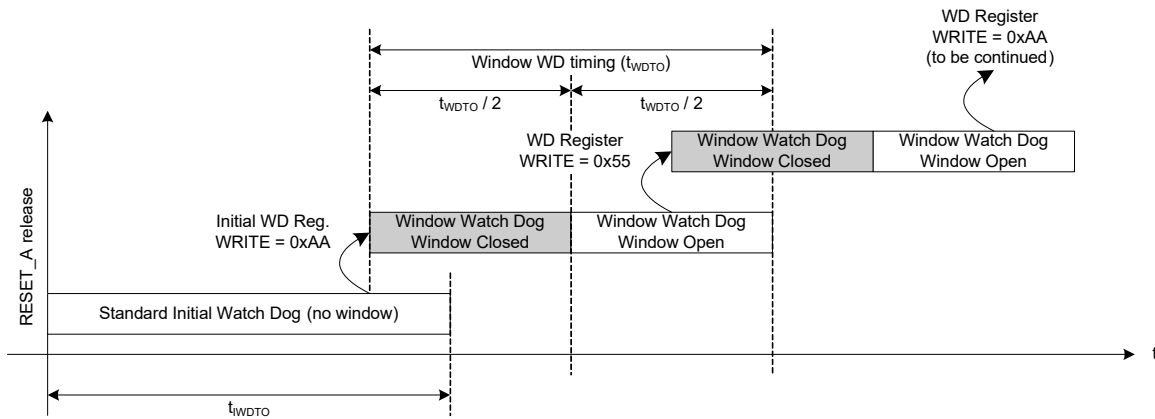 WD Register
WRITE = 0xAA
(to be continued)
Window WD timing (tWDTO)
tWDTO / 2
tWDTO / 2
WD Register
WRITE = 0x55
Window Watch Dog
Window Closed
Window Watch Dog
Window Open
Initial WD Reg.
WRITE = 0xAA
Window Watch Dog
Window Closed
Window Watch Dog
Window Open
RESET_A release
Standard Initial Watch Dog (no window)
t
tIWDTO